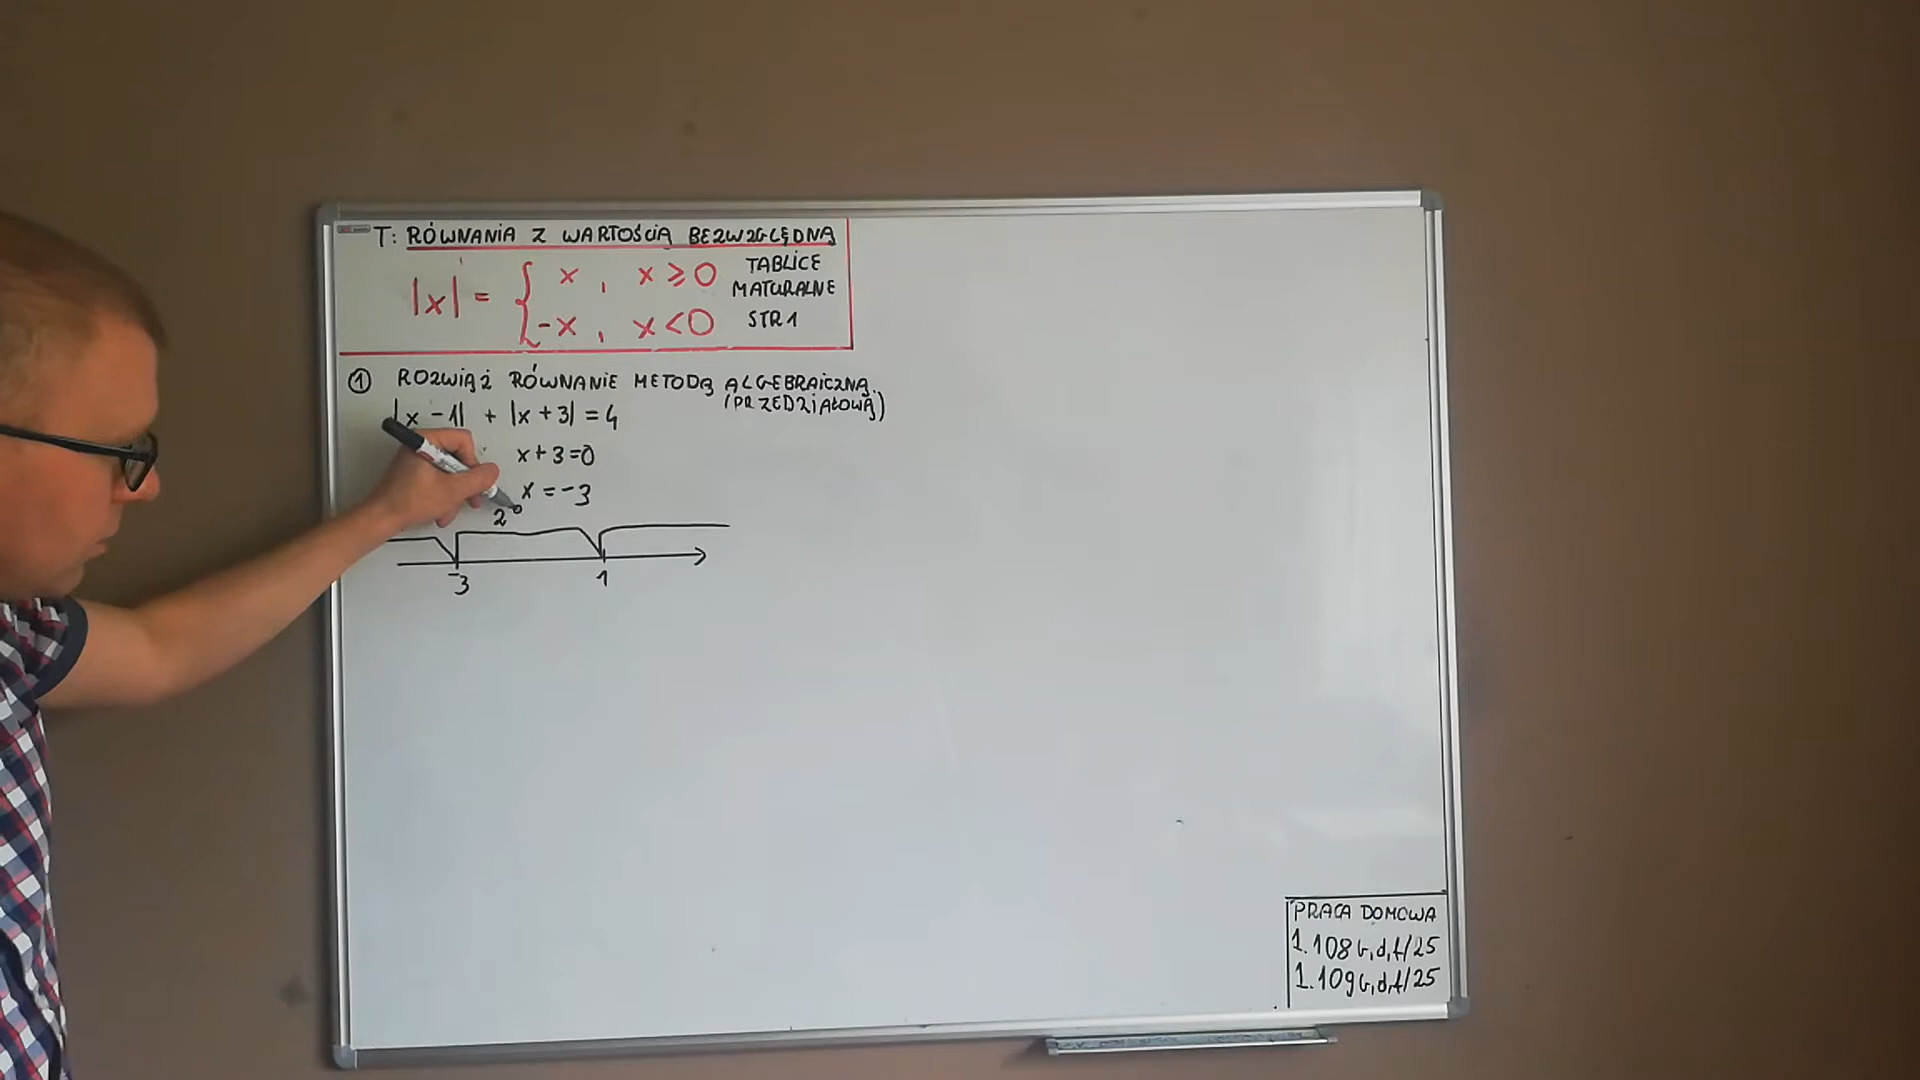 T: RÓWNANIA Z WARTOŚCIĄ BEZWZGLĘDNĄ
|x| = { x , x ≥ 0
-x , x < 0
TABLICE
MATURALNE
STR 1
① ROZWIĄŻ RÓWNANIE METODĄ ALGEBRAICZNĄ.
(PRZEDZIAŁOWĄ)
|x - 1| + |x + 3| = 4
x + 3 = 0
x = -3
2°
-3 1
PRACA DOMOWA
1.108 b,d,f/25
1.109 b,d,f/25